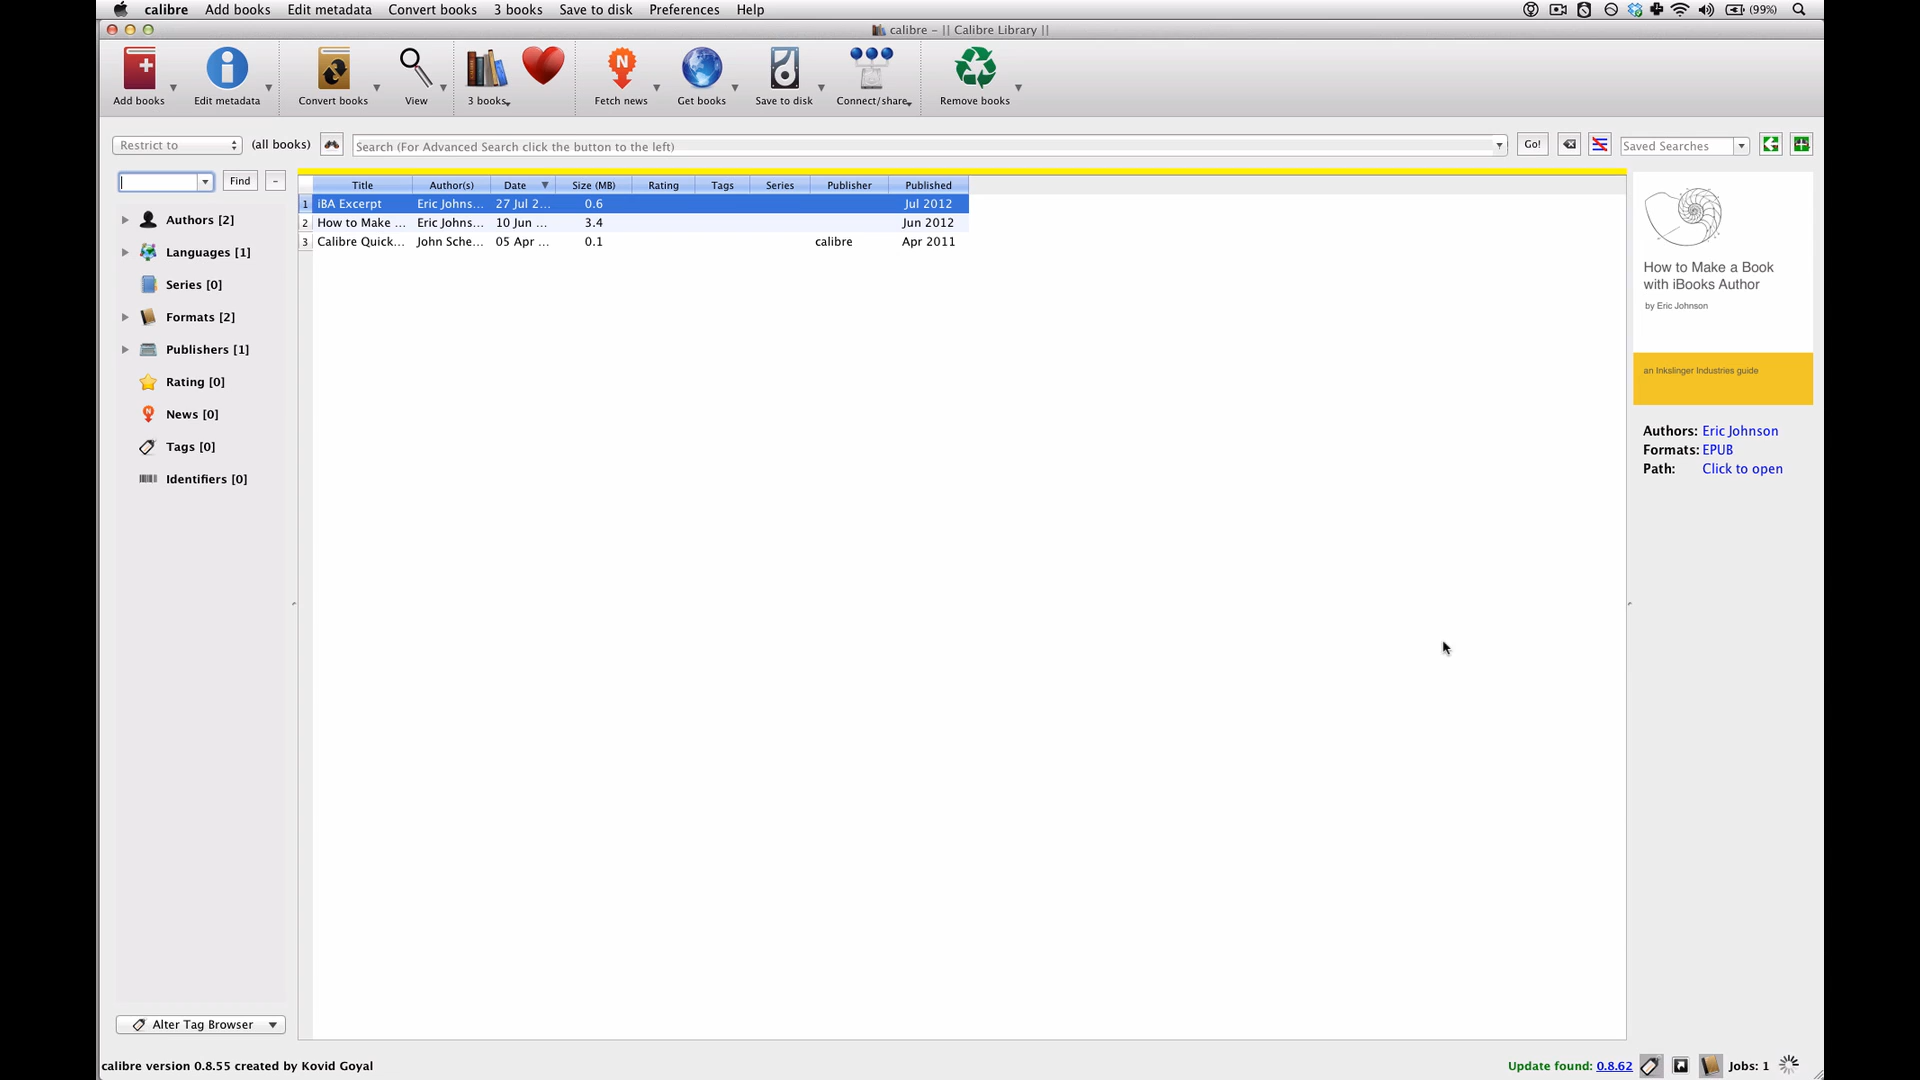 calibre Add books Edit metadata Convert books 3 books Save to disk Preferences Help (99%)
calibre - || Calibre Library ||
Add books Edit metadata Convert books View 3 books Fetch news Get books Save to disk Connect/share Remove books
Restrict to (all books) Search (For Advanced Search click the button to the left) Go! Saved Searches
Find -
Title Author(s) Date Size (MB) Rating Tags Series Publisher Published
1 iBA Excerpt Eric Johns... 27 Jul 2... 0.6 Jul 2012
2 How to Make ... Eric Johns... 10 Jun ... 3.4 Jun 2012
3 Calibre Quick... John Sche... 05 Apr ... 0.1 calibre Apr 2011
Authors [2]
Languages [1]
Series [0]
Formats [2]
Publishers [1]
Rating [0]
News [0]
Tags [0]
Identifiers [0]
How to Make a Book
with iBooks Author
by Eric Johnson
an Inkslinger Industries guide
Authors: Eric Johnson
Formats: EPUB
Path: Click to open
Alter Tag Browser
calibre version 0.8.55 created by Kovid Goyal
Update found: 0.8.62 Jobs: 1